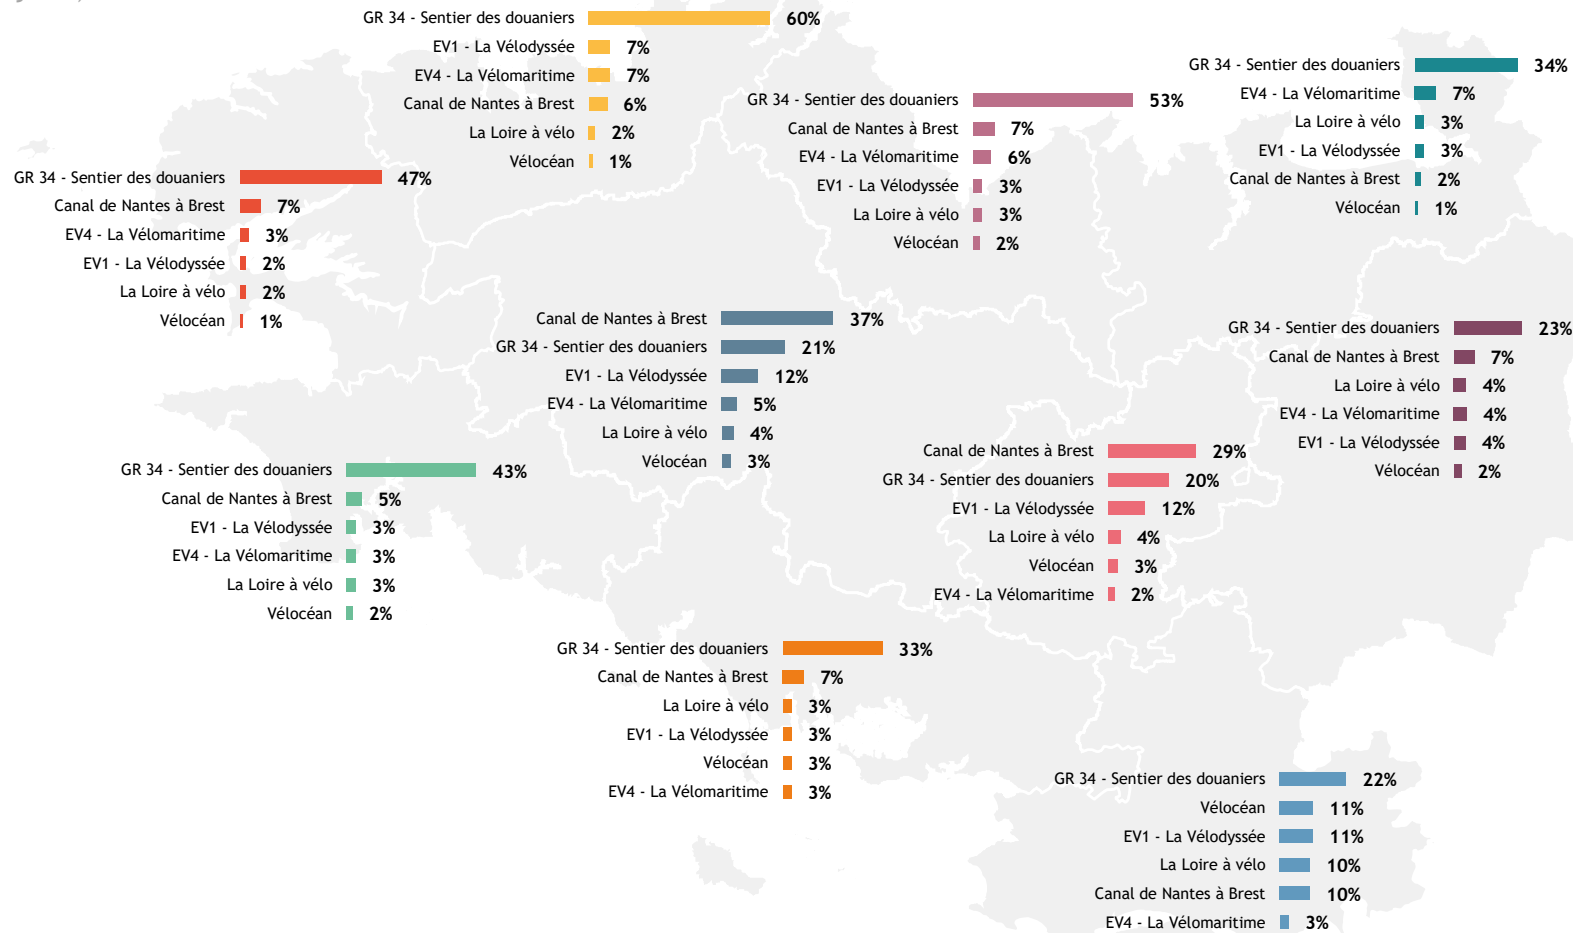 GR 34 - Sentier des douaniers 60%
EV1 - La Vélodyssée 7%
EV4 - La Vélomaritime 7%
Canal de Nantes à Brest 6%
La Loire à vélo 2%
Vélocéan 1%
GR 34 - Sentier des douaniers 34%
EV4 - La Vélomaritime 7%
La Loire à vélo 3%
EV1 - La Vélodyssée 3%
Canal de Nantes à Brest 2%
Vélocéan 1%
GR 34 - Sentier des douaniers 53%
Canal de Nantes à Brest 7%
EV4 - La Vélomaritime 6%
EV1 - La Vélodyssée 3%
La Loire à vélo 3%
Vélocéan 2%
GR 34 - Sentier des douaniers 47%
Canal de Nantes à Brest 7%
EV4 - La Vélomaritime 3%
EV1 - La Vélodyssée 2%
La Loire à vélo 2%
Vélocéan 1%
Canal de Nantes à Brest 37%
GR 34 - Sentier des douaniers 21%
EV1 - La Vélodyssée 12%
EV4 - La Vélomaritime 5%
La Loire à vélo 4%
Vélocéan 3%
GR 34 - Sentier des douaniers 23%
Canal de Nantes à Brest 7%
La Loire à vélo 4%
EV4 - La Vélomaritime 4%
EV1 - La Vélodyssée 4%
Vélocéan 2%
Canal de Nantes à Brest 29%
GR 34 - Sentier des douaniers 20%
EV1 - La Vélodyssée 12%
La Loire à vélo 4%
Vélocéan 3%
EV4 - La Vélomaritime 2%
GR 34 - Sentier des douaniers 43%
Canal de Nantes à Brest 5%
EV1 - La Vélodyssée 3%
EV4 - La Vélomaritime 3%
La Loire à vélo 3%
Vélocéan 2%
GR 34 - Sentier des douaniers 33%
Canal de Nantes à Brest 7%
La Loire à vélo 3%
EV1 - La Vélodyssée 3%
Vélocéan 3%
EV4 - La Vélomaritime 3%
GR 34 - Sentier des douaniers 22%
Vélocéan 11%
EV1 - La Vélodyssée 11%
La Loire à vélo 10%
Canal de Nantes à Brest 10%
EV4 - La Vélomaritime 3%